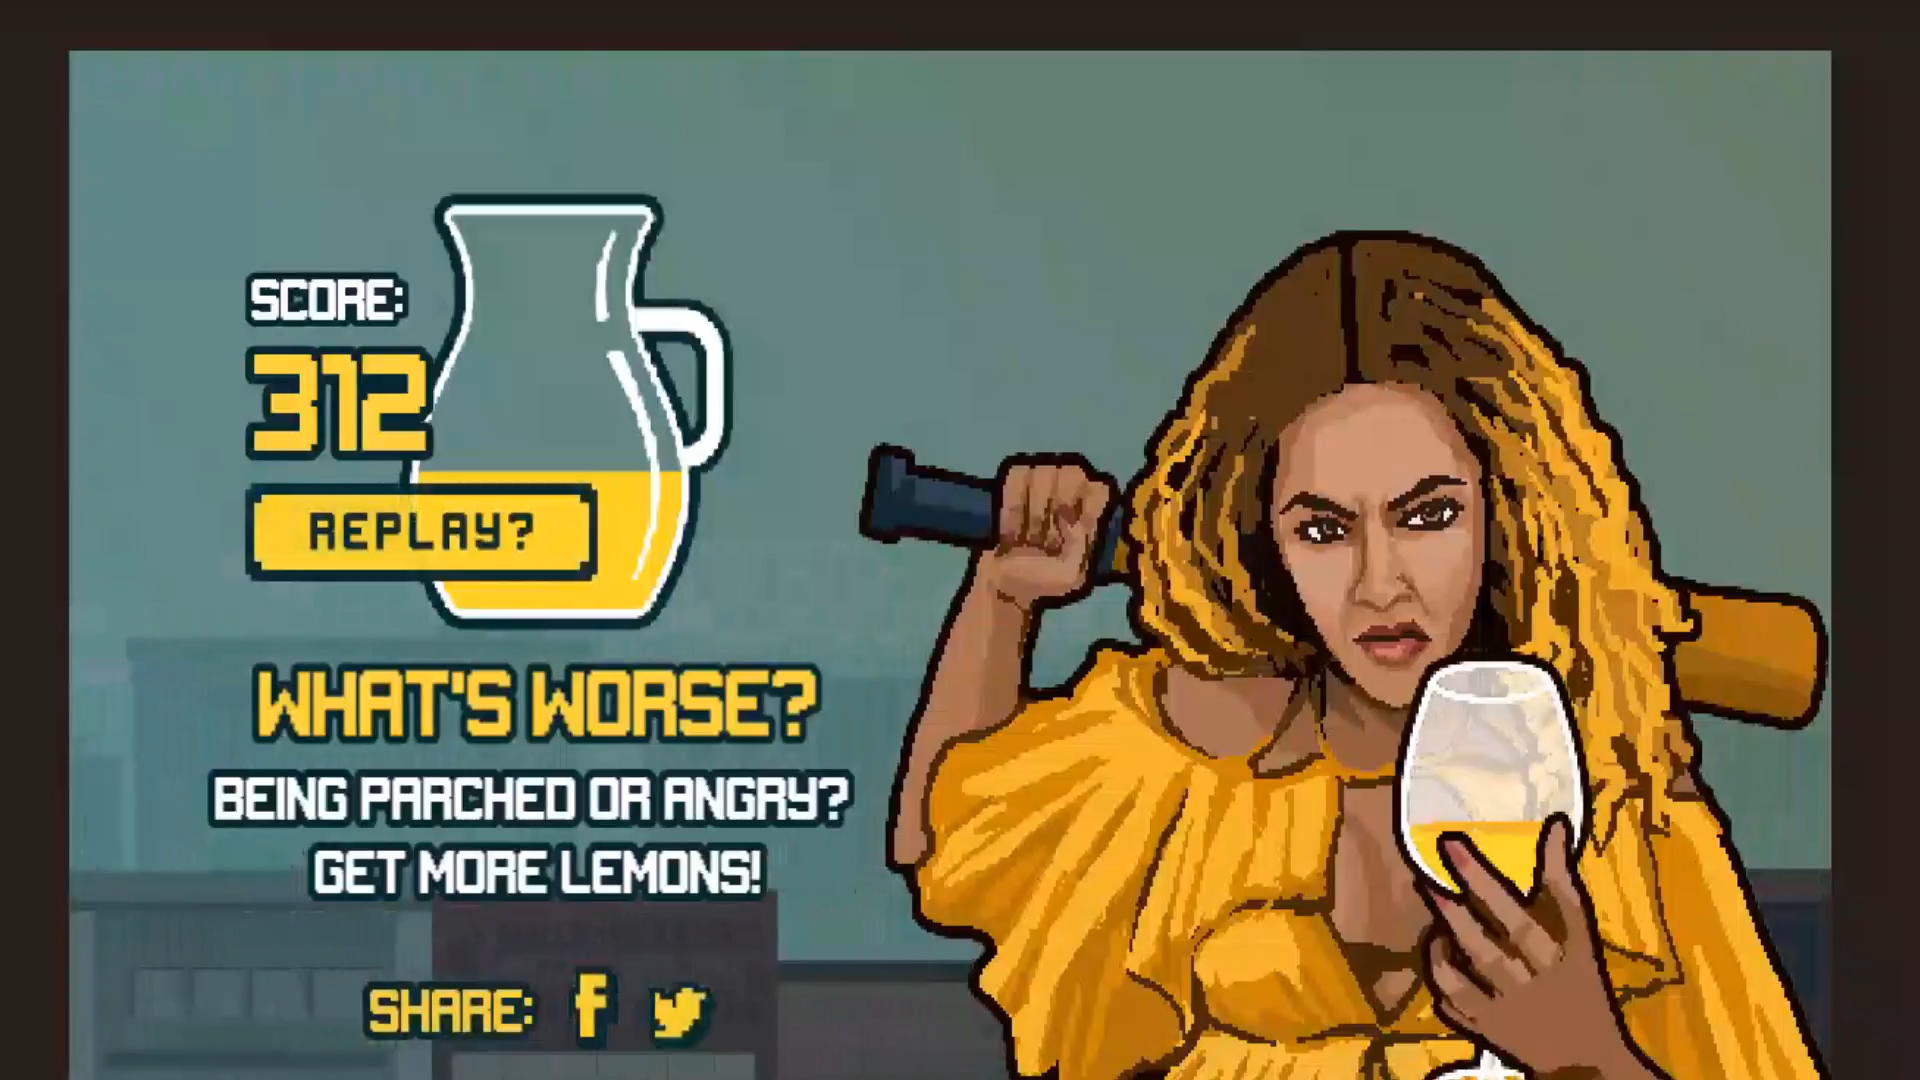 SCORE:
312
REPLAY?
WHAT'S WORSE?
BEING PARCHED OR ANGRY?
GET MORE LEMONS!
SHARE: